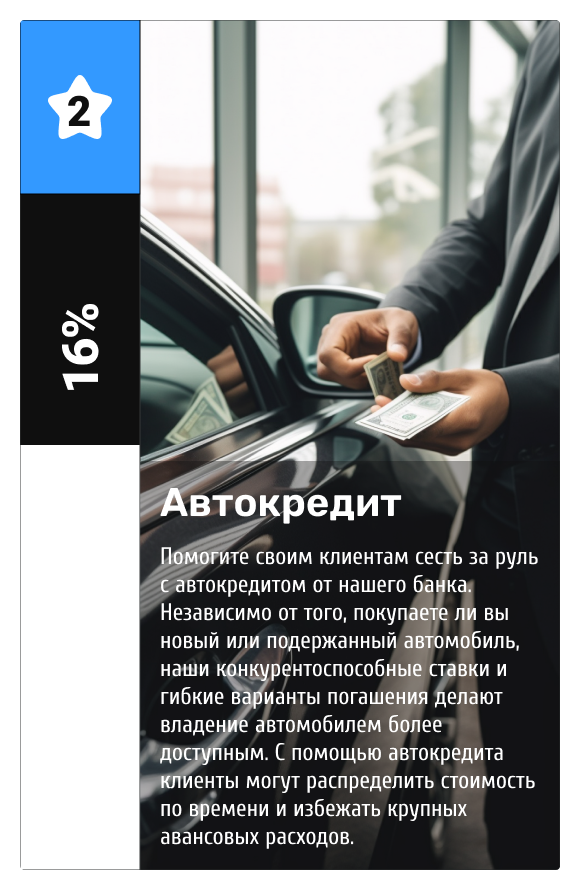 2
16%
Автокредит
Помогите своим клиентам сесть за руль
с автокредитом от нашего банка.
Независимо от того, покупаете ли вы
новый или подержанный автомобиль,
наши конкурентоспособные ставки и
гибкие варианты погашения делают
владение автомобилем более
доступным. С помощью автокредита
клиенты могут распределить стоимость
по времени и избежать крупных
авансовых расходов.